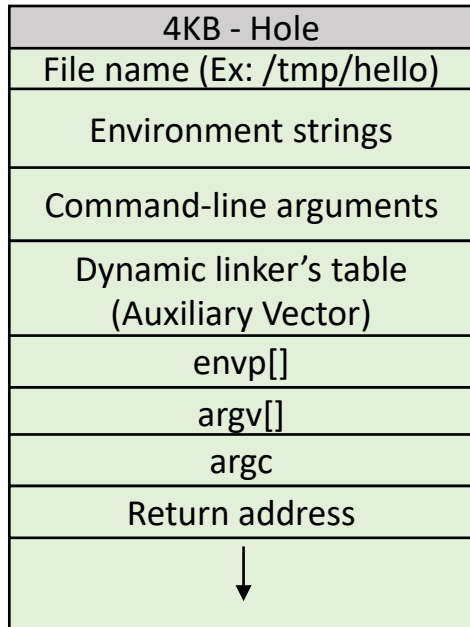 4KB - Hole
File name (Ex: /tmp/hello)
Environment strings
Command-line arguments
Dynamic linker’s table
(Auxiliary Vector)
envp[]
argv[]
argc
Return address